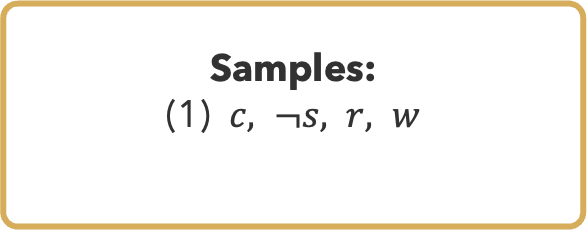 Samples:
(1) c, ¬s, r, w